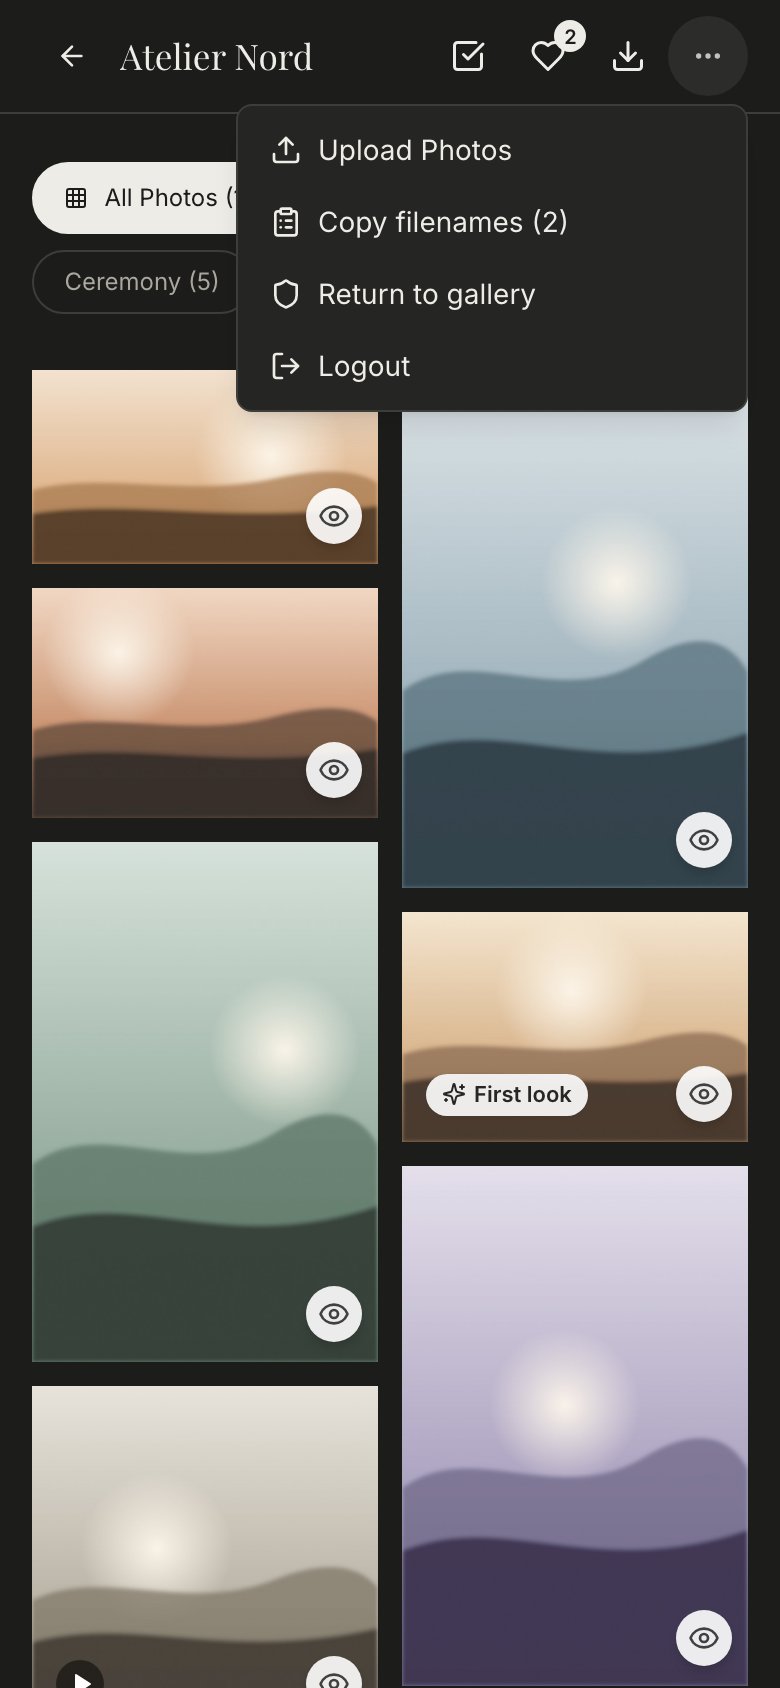 Atelier Nord
2
Upload Photos
Copy filenames (2)
Return to gallery
Logout
All Photos
Ceremony (5)
First look